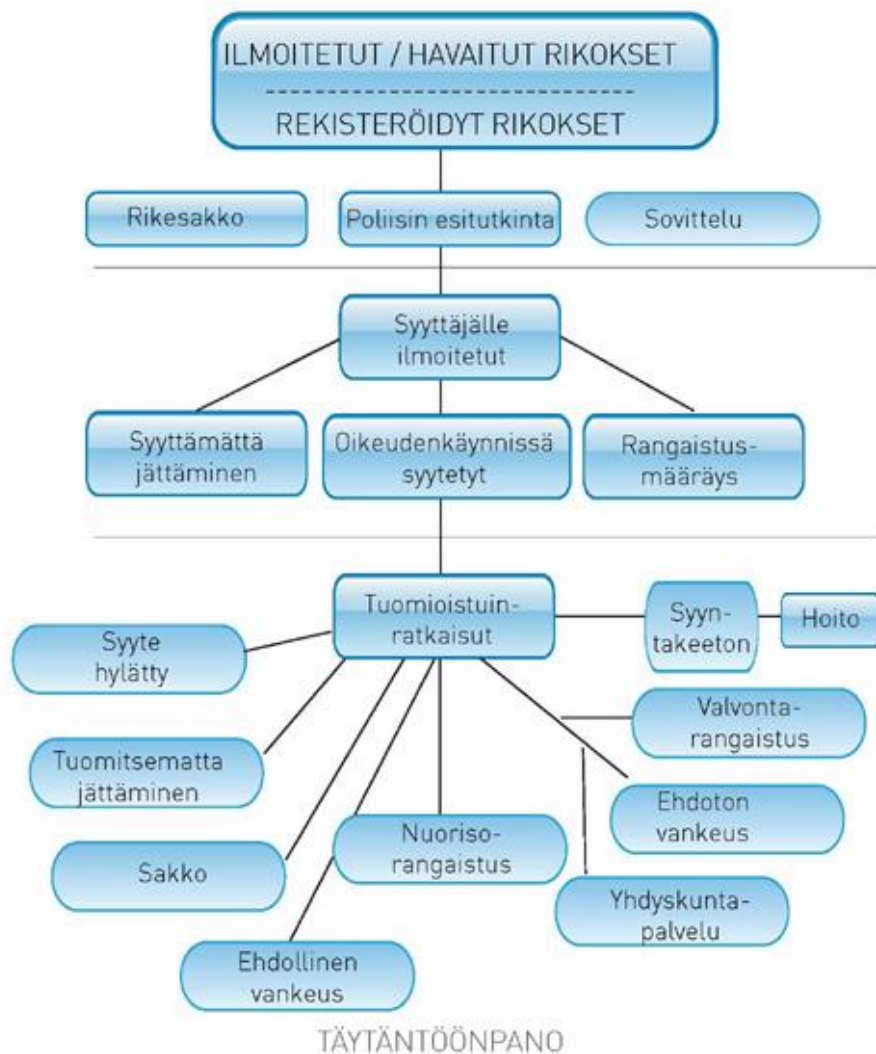 ILMOITETUT / HAVAITUT RIKOKSET
REKISTERÖIDYT RIKOKSET
Rikesakko
Poliisin esitutkinta
Sovittelu
Syyttäjälle
ilmoitetut
Syyttämättä
jättäminen
Oikeudenkäynnissä
syytetyt
Rangaistus-
määräys
Tuomioistuin-
ratkaisut
Syyn-
takeeton
Hoito
Syyte
hylätty
Valvonta-
rangaistus
Tuomitsematta
jättäminen
Ehdoton
vankeus
Nuoriso-
rangaistus
Sakko
Yhdyskunta-
palvelu
Ehdollinen
vankeus
TÄYTÄNTÖÖNPANO